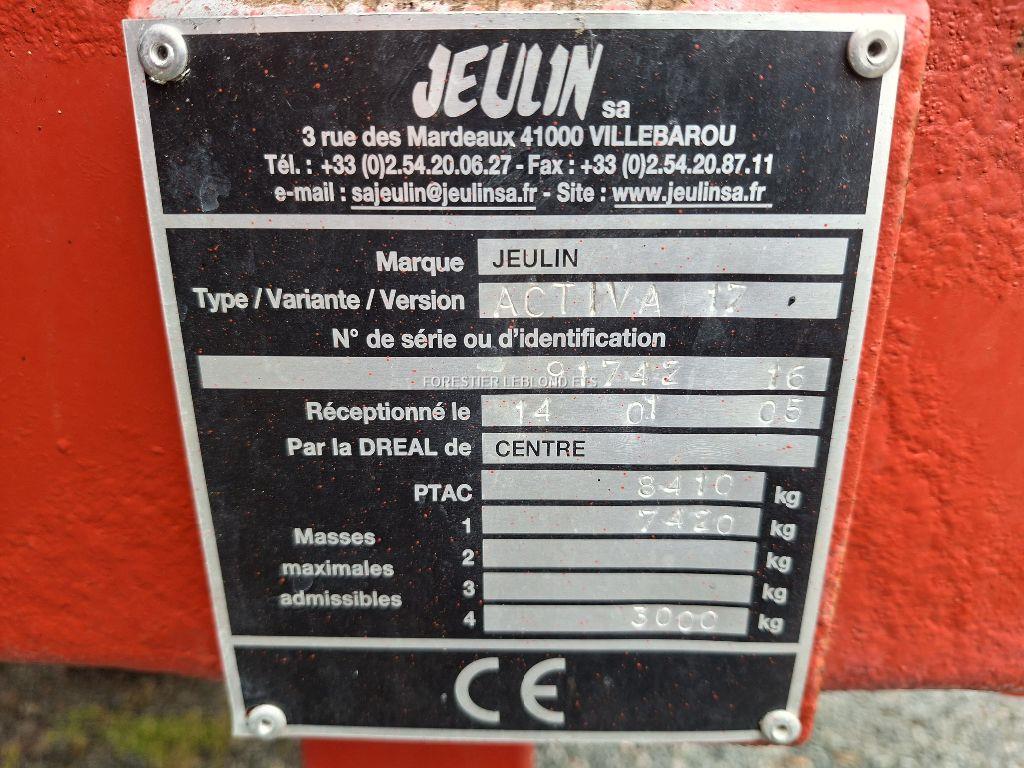 JEULIN sa
3 rue des Mardeaux 41000 VILLEBAROU
Tél. : +33 (0)2.54.20.06.27 - Fax : +33 (0)2.54.20.87.11
e-mail : sajeulin@jeulinsa.fr - Site : www.jeulinsa.fr
Marque JEULIN
Type / Variante / Version ACTIVA 17
N° de série ou d'identification
91742 16
FORESTIER LEBLOND ETS
Réceptionné le 14 01 05
Par la DREAL de CENTRE
PTAC 8410 kg
1 7420 kg
Masses
2 kg
maximales
3 kg
admissibles
4 3000 kg
CE